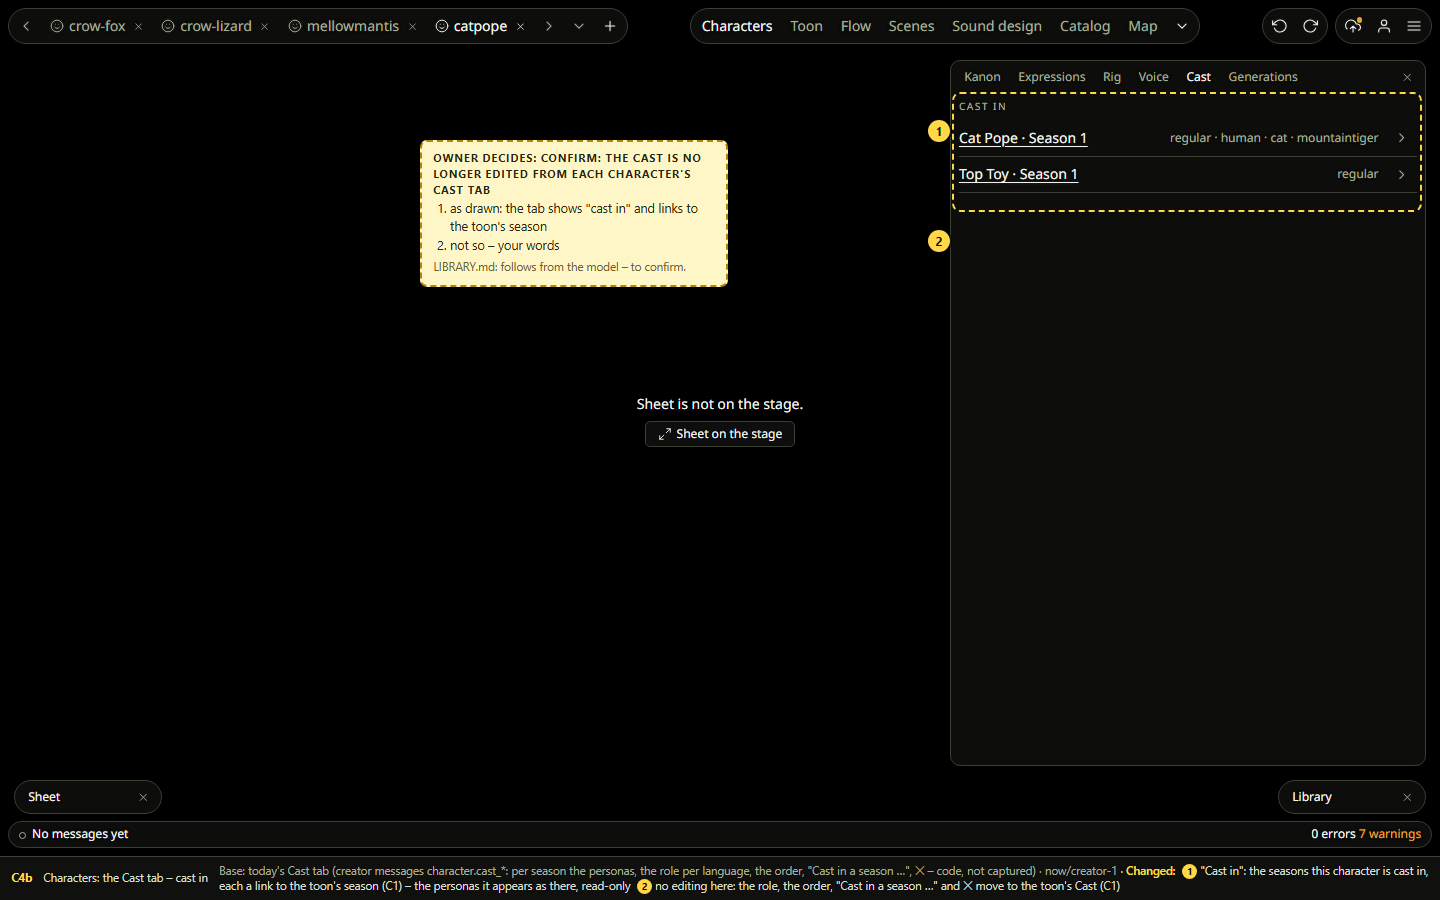 crow-fox
crow-lizard
mellowmantis
catpope
Characters Toon Flow Scenes Sound design Catalog Map
Kanon Expressions Rig Voice Cast Generations
CAST IN
1
Cat Pope · Season 1 regular · human · cat · mountaintiger
Top Toy · Season 1 regular
2
OWNER DECIDES: CONFIRM: THE CAST IS NO
LONGER EDITED FROM EACH CHARACTER'S
CAST TAB
1. as drawn: the tab shows "cast in" and links to
the toon's season
2. not so – your words
LIBRARY.md: follows from the model – to confirm.
Sheet is not on the stage.
Sheet on the stage
Sheet
Library
No messages yet
0 errors 7 warnings
C4b Characters: the Cast tab – cast in
Base: today's Cast tab (creator messages character.cast_*: per season the personas, the role per language, the order, "Cast in a season ...", ✕ – code, not captured) · now/creator-1 · Changed: 1 "Cast in": the seasons this character is cast in,
each a link to the toon's season (C1) – the personas it appears as there, read-only 2 no editing here: the role, the order, "Cast in a season ..." and ✕ move to the toon's Cast (C1)